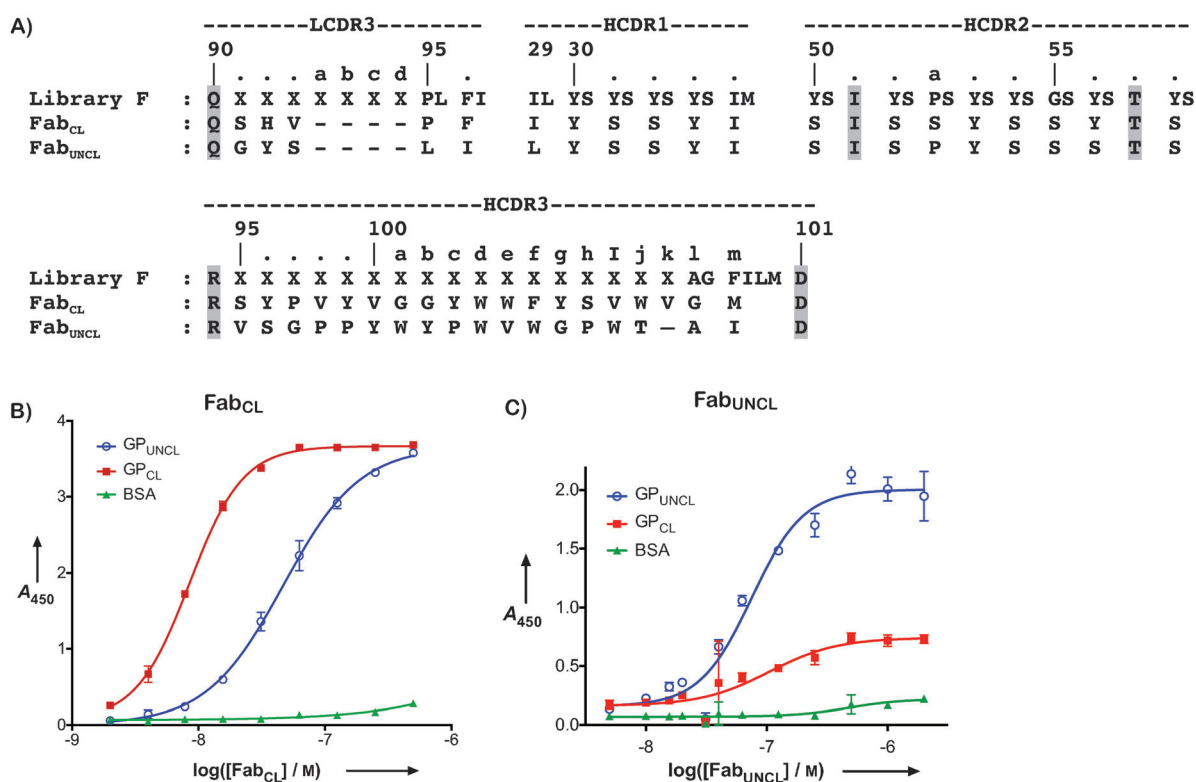 A)
-----------LCDR3----------
---------HCDR1---------
-----------------HCDR2----------------
90 95 29 30 50 55
. . . a b c d . . . . . . . a . . . . .
Library F : Q X X X X X X X PL FI IL YS YS YS YS IM YS I YS PS YS YS GS YS T YS
FabCL : Q S H V - - - - P F I Y S S Y I S I S S Y S S Y T S
FabUNCL : Q G Y S - - - - L I L Y S S Y I S I S P Y S S S T S
-----------------------HCDR3----------------------
95 100 101
. . . . a b c d e f g h I j k l m
Library F : R X X X X X X X X X X X X X X X X X AG FILM D
FabCL : R S Y P V Y V G G Y W W F Y S V W V G M D
FabUNCL : R V S G P P Y W Y P W V W G P W T – A I D
B) FabCL
GPUNCL
GPCL
BSA
4
3
2
1
0
A450
-9 -8 -7 -6
log([FabCL] / M)
C) FabUNCL
GPUNCL
GPCL
BSA
2.0
1.5
1.0
0.5
0.0
A450
-8 -7 -6
log([FabUNCL] / M)